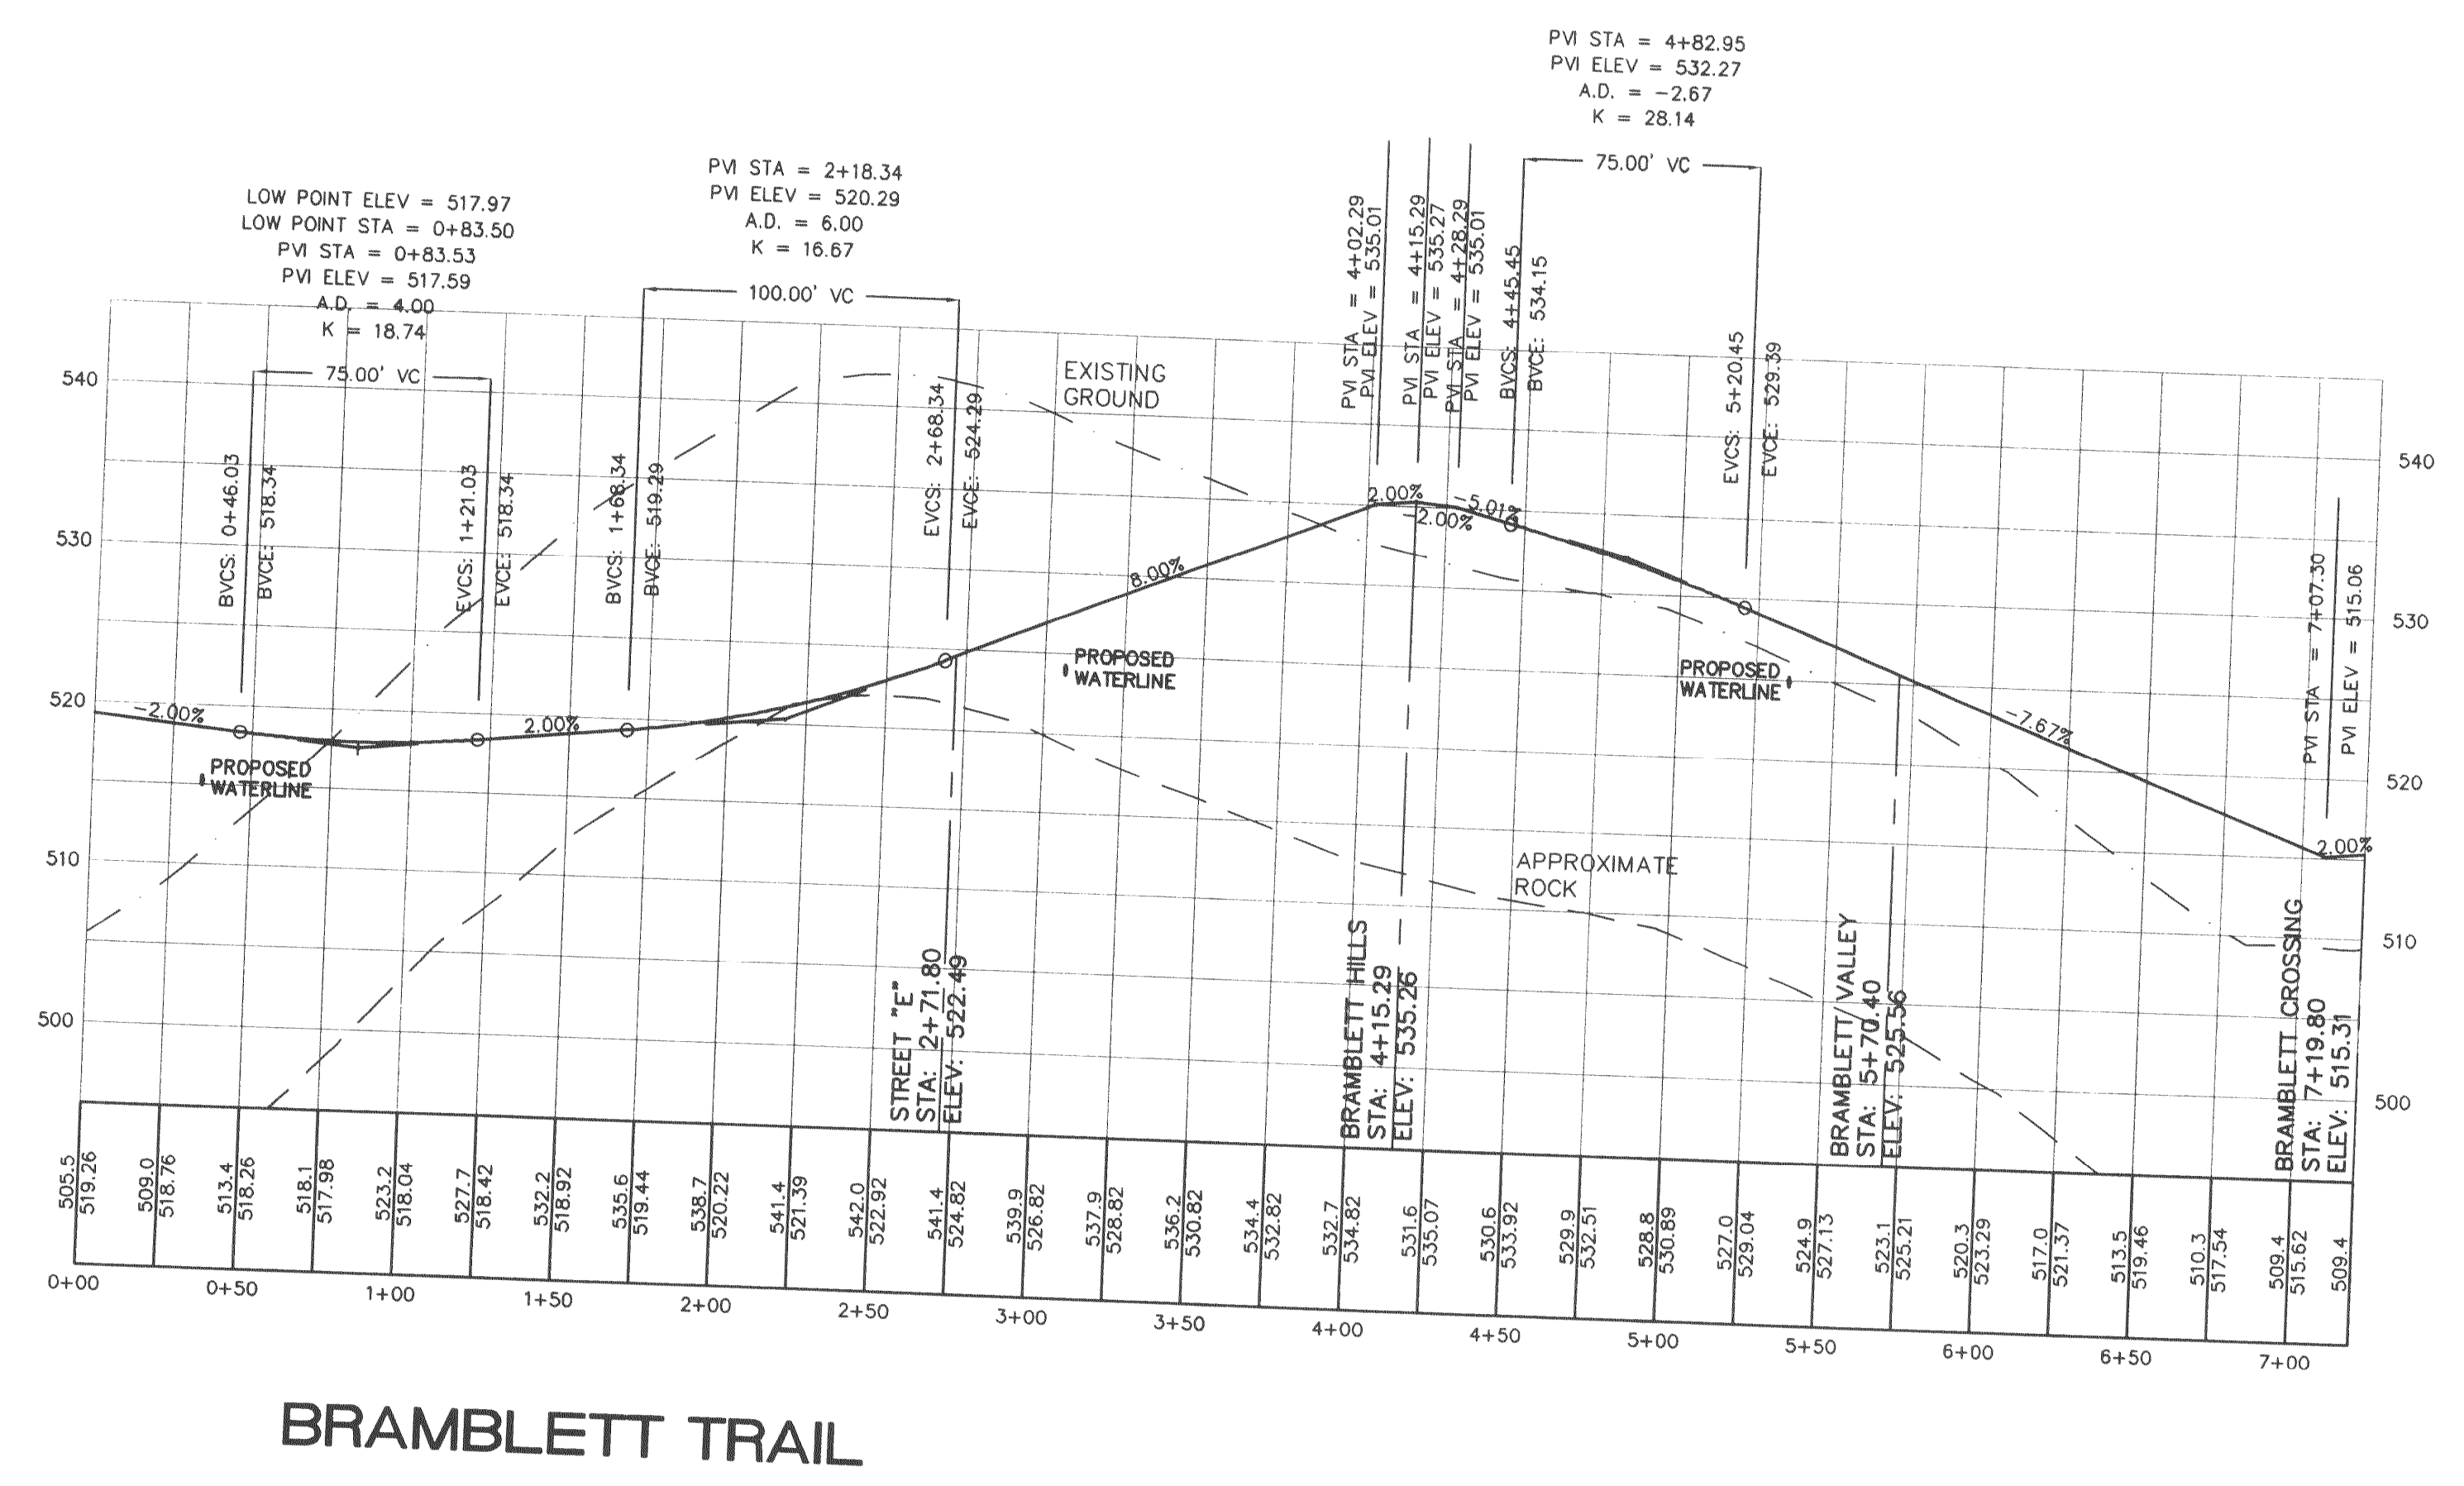 PVI STA = 4+82.95
PVI ELEV = 532.27
A.D. = -2.67
K = 28.14
75.00' VC
PVI STA = 2+18.34
PVI ELEV = 520.29
A.D. = 6.00
K = 16.67
100.00' VC
LOW POINT ELEV = 517.97
LOW POINT STA = 0+83.50
PVI STA = 0+83.53
PVI ELEV = 517.59
A.D. = 4.00
K = 18.74
75.00' VC
BVCS: 0+46.03
BVCE: 518.34
EVCS: 1+21.03
EVCE: 518.34
BVCS: 1+68.34
BVCE: 519.29
EVCS: 2+68.34
EVCE: 524.29
EXISTING
GROUND
PVI STA = 4+02.29
PVI ELEV = 535.01
PVI STA = 4+15.29
PVI ELEV = 535.27
PVI STA = 4+28.29
PVI ELEV = 535.01
BVCS: 4+45.45
BVCE: 534.15
EVCS: 5+20.45
EVCE: 529.39
PVI STA = 7+07.30
PVI ELEV = 515.06
540
530
520
510
500
540
530
520
510
500
-2.00%
2.00%
8.00%
2.00%
-2.00%
-5.01%
-7.67%
2.00%
PROPOSED
WATERLINE
PROPOSED
WATERLINE
PROPOSED
WATERLINE
APPROXIMATE
ROCK
STREET "E"
STA: 2+71.80
ELEV: 522.49
BRAMBLETT HILLS
STA: 4+15.29
ELEV: 535.26
BRAMBLETT VALLEY
STA: 5+70.40
ELEV: 525.56
BRAMBLETT CROSSING
STA: 7+19.80
ELEV: 515.31
505.5
519.26
509.0
518.76
513.4
518.26
518.1
517.98
523.2
518.04
527.7
518.42
532.2
518.92
535.6
519.44
538.7
520.22
541.4
521.39
542.0
522.92
541.4
524.82
539.9
526.82
537.9
528.82
536.2
530.82
534.4
532.82
532.7
534.82
531.6
535.07
530.6
533.92
529.9
532.51
528.8
530.89
527.0
529.04
524.9
527.13
523.1
525.21
520.3
523.29
517.0
521.37
513.5
519.46
510.3
517.54
509.4
515.62
509.4
0+00
0+50
1+00
1+50
2+00
2+50
3+00
3+50
4+00
4+50
5+00
5+50
6+00
6+50
7+00
BRAMBLETT TRAIL